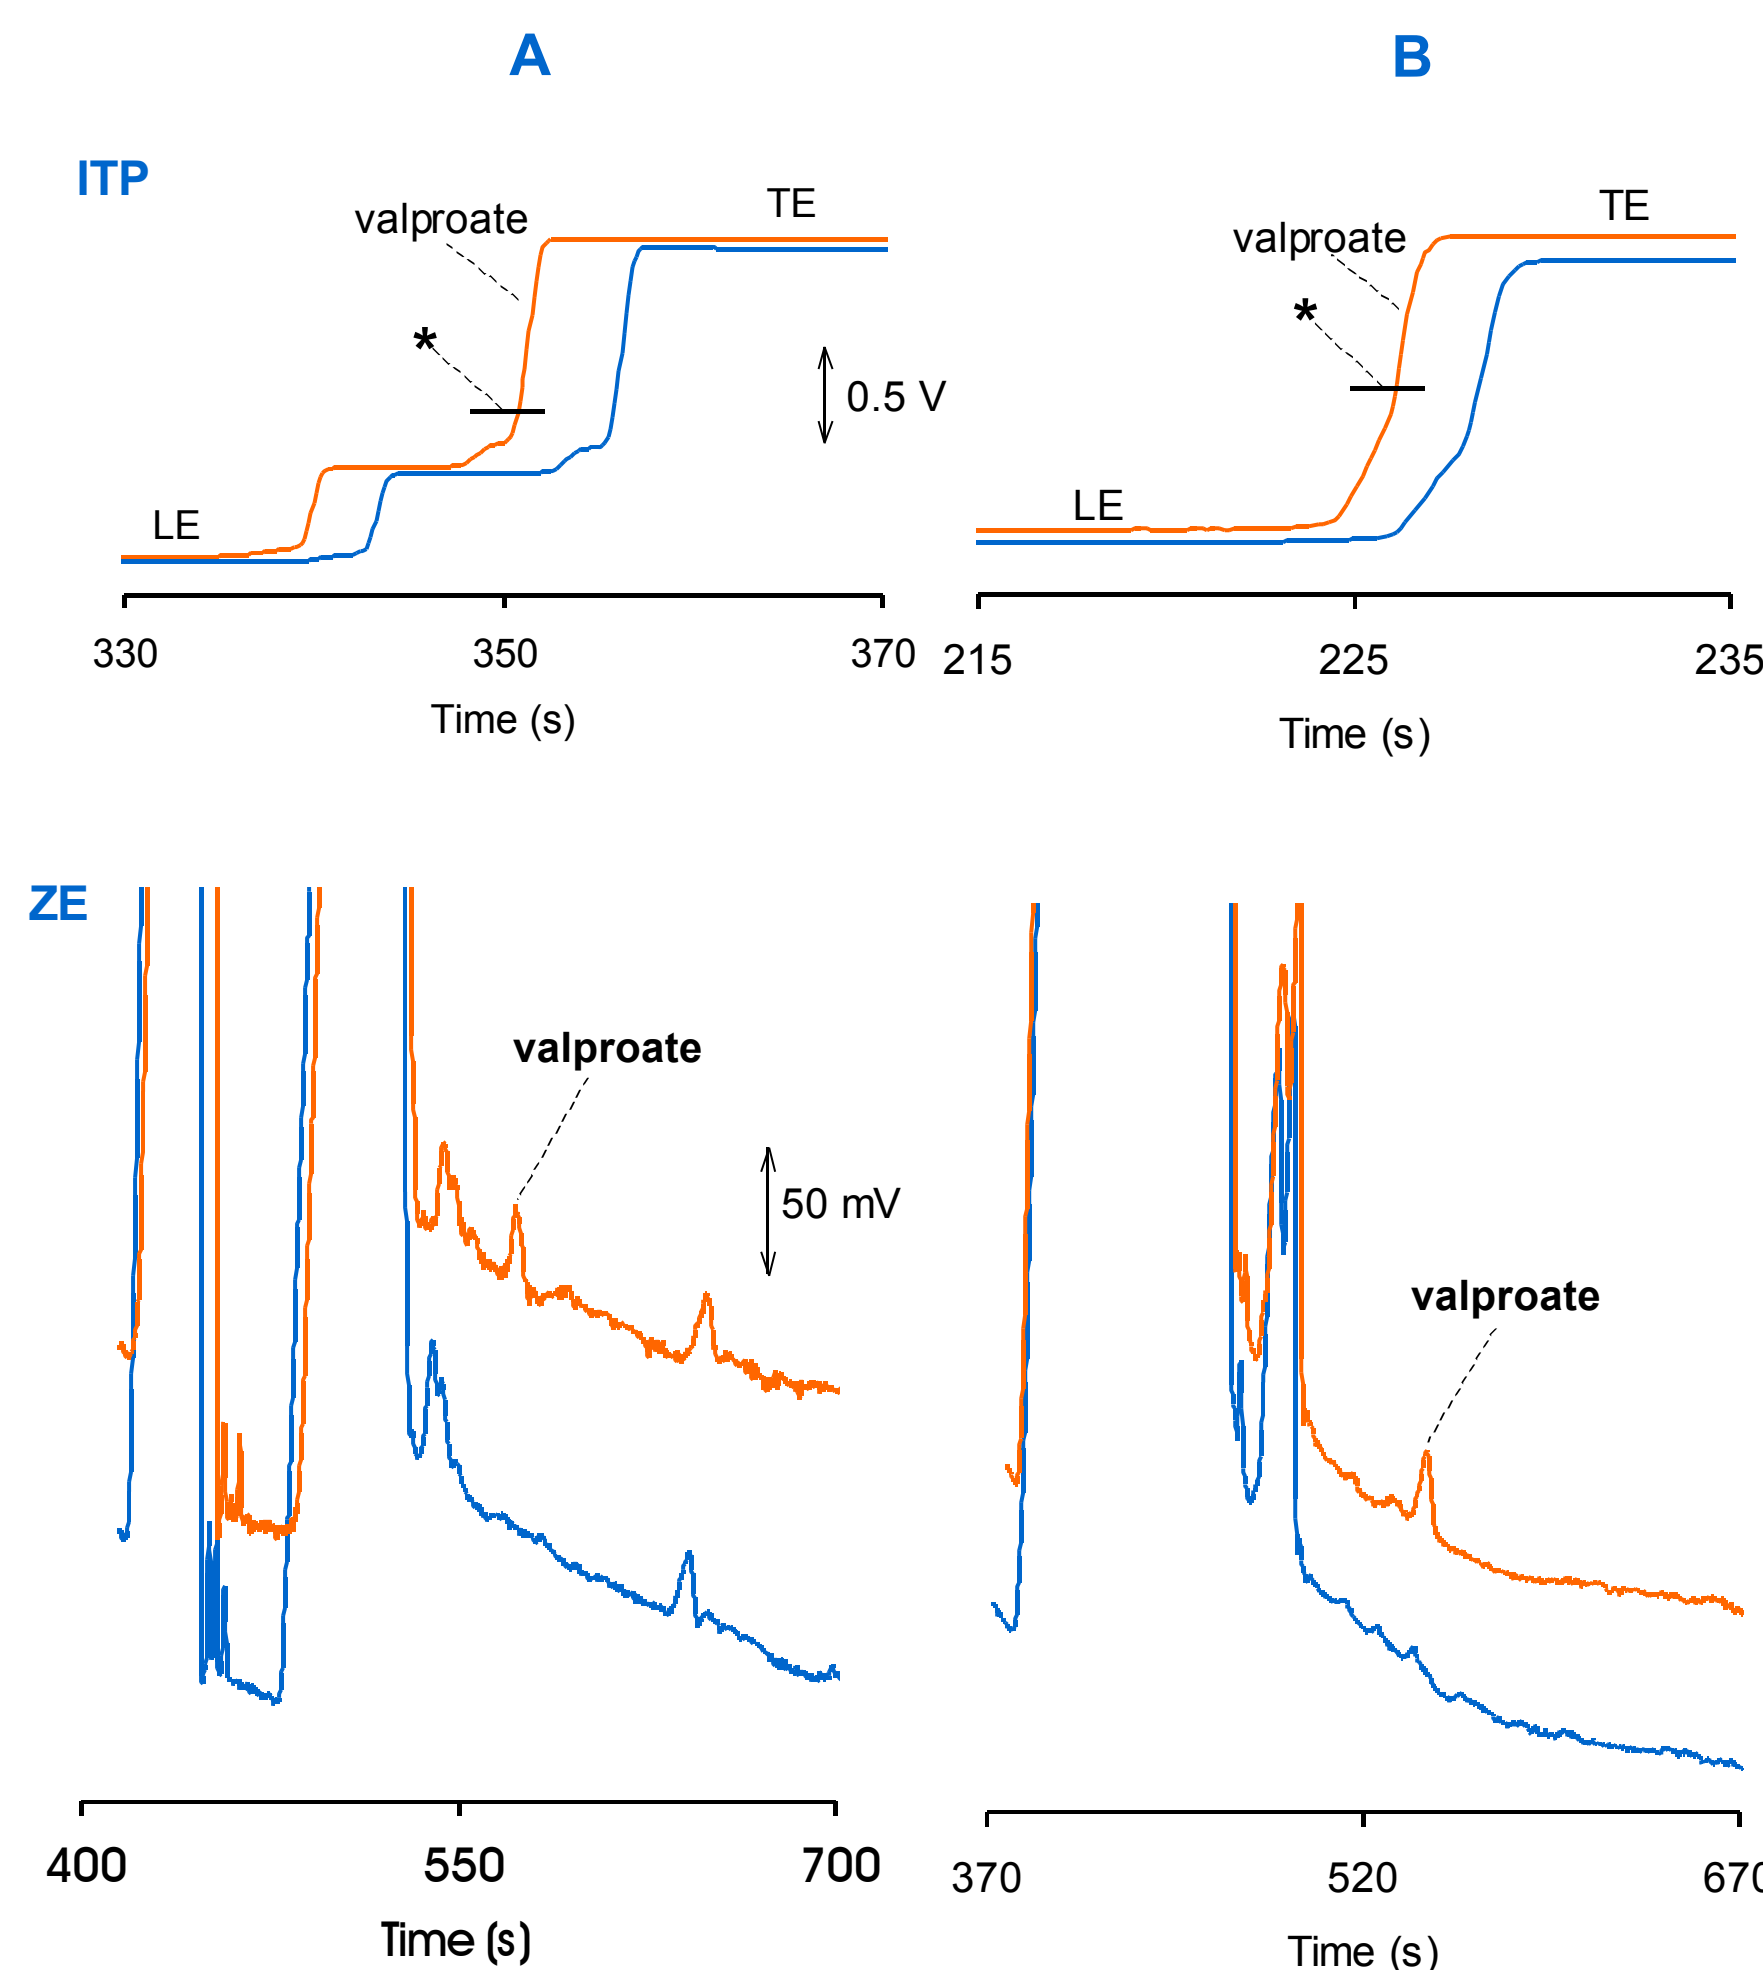 A
B
ITP
valproate
TE
*
0.5 V
LE
330
350
370
Time (s)
valproate
TE
*
LE
215
225
235
Time (s)
ZE
valproate
50 mV
400
550
700
Time (s)
valproate
370
520
670
Time (s)